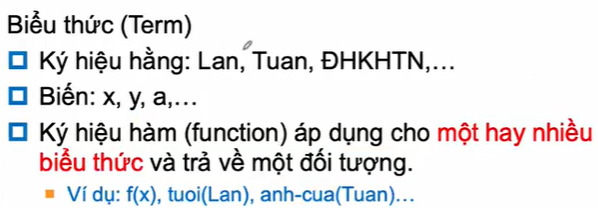 Biểu thức (Term)
Ký hiệu hằng: Lan, Tuan, ĐHKHTN,...
Biến: x, y, a,...
Ký hiệu hàm (function) áp dụng cho một hay nhiều
biểu thức và trả về một đối tượng.
Ví dụ: f(x), tuoi(Lan), anh-cua(Tuan)...